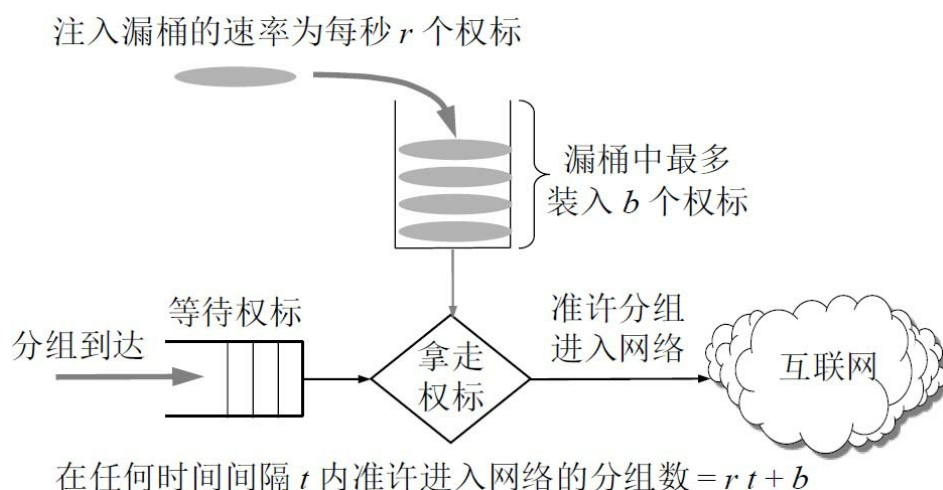 注入漏桶的速率为每秒 r 个权标
漏桶中最多
装入 b 个权标
等待权标
分组到达
拿走
权标
准许分组
进入网络
互联网
在任何时间间隔 t 内准许进入网络的分组数 = r t + b